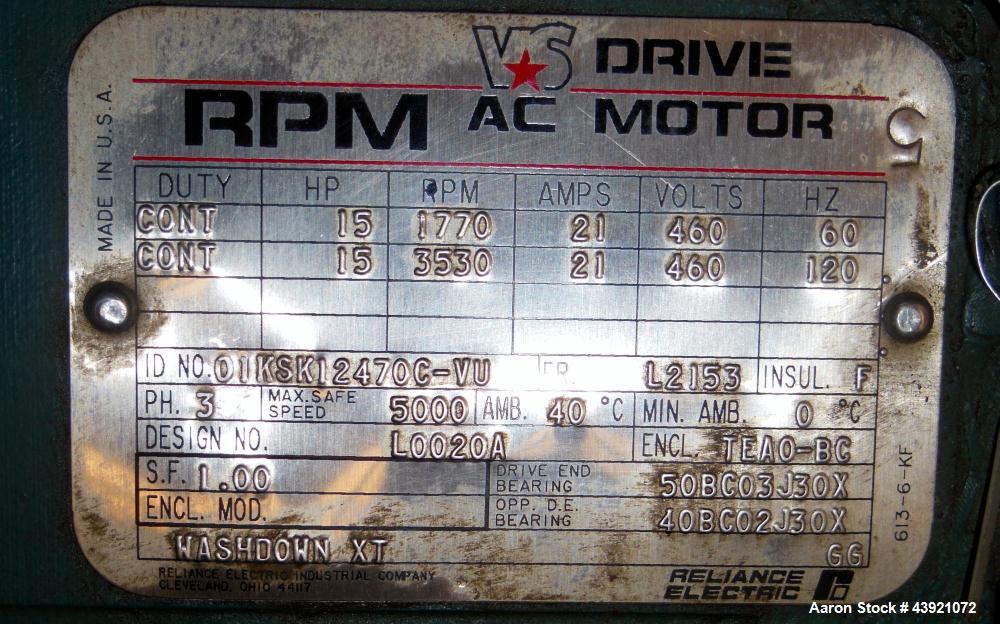 VS DRIVE
RPM AC MOTOR
5
MADE IN U.S.A.
DUTY HP RPM AMPS VOLTS HZ
CONT 15 1770 21 460 60
CONT 15 3530 21 460 120
ID NO. 01KSK12470C-VU FR. L2153 INSUL. F
PH. 3 MAX. SAFE SPEED 5000 AMB. 40 °C MIN. AMB. 0 °C
DESIGN NO. L0020A ENCL. TEAO-BC
S.F. 1.00 DRIVE END BEARING 50BC03J30X
ENCL. MOD. OPP. D.E. BEARING 40BC02J30X
WASHDOWN XT GG
RELIANCE ELECTRIC INDUSTRIAL COMPANY
CLEVELAND, OHIO 44117
RELIANCE
ELECTRIC
613-6-KF
Aaron Stock # 43921072